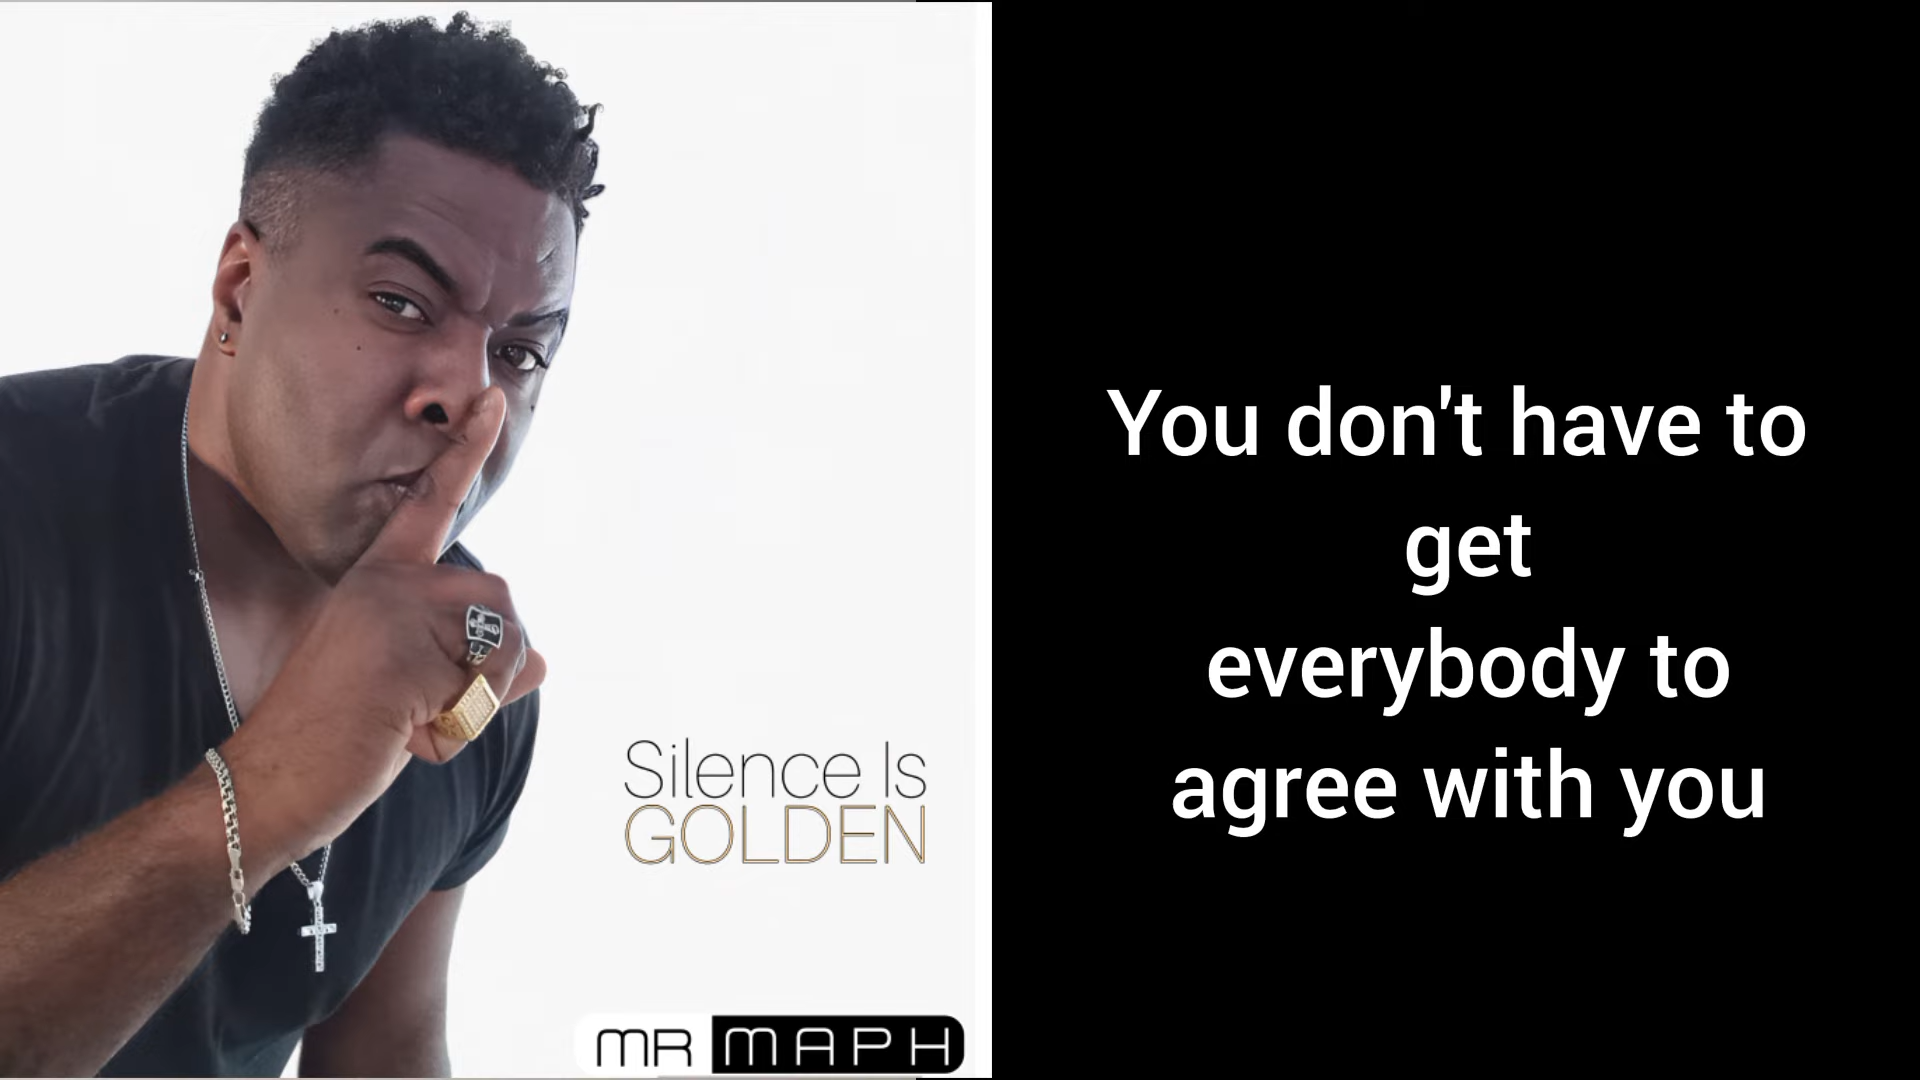 Silence Is
GOLDEN
MR MAPH
You don't have to
get
everybody to
agree with you